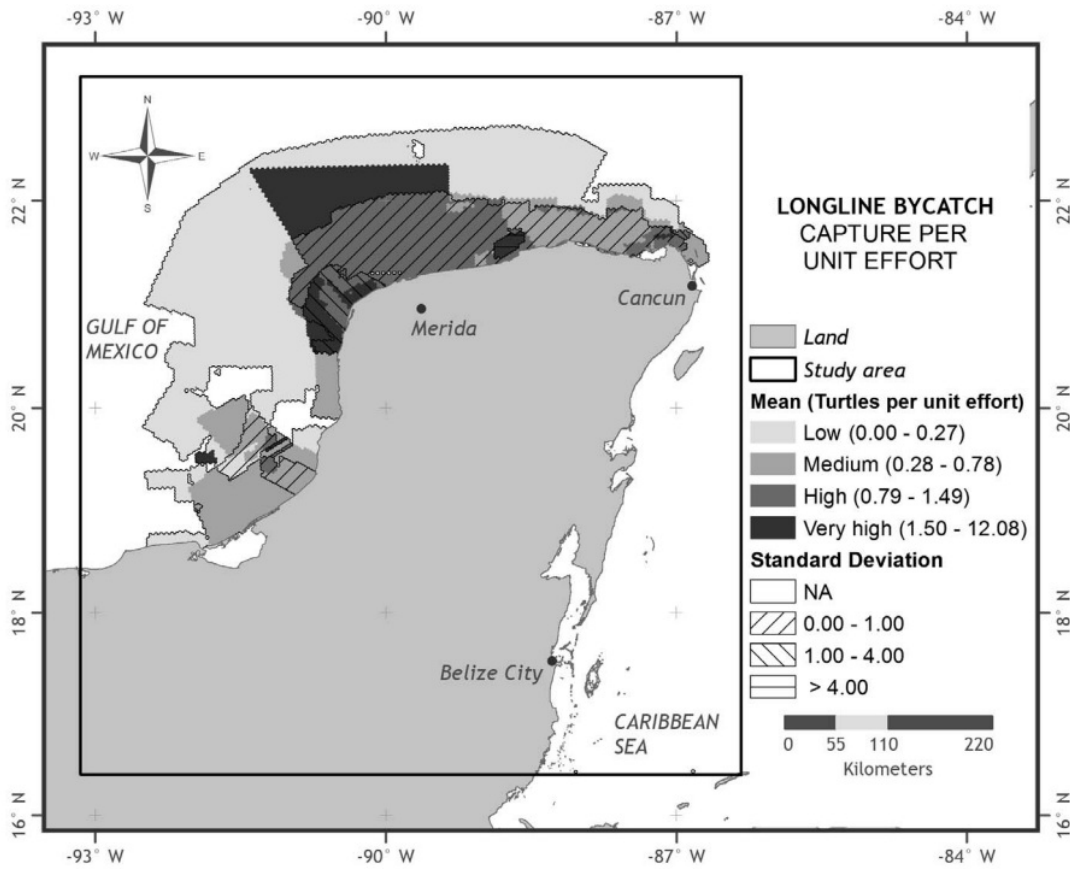 -93° W -90° W -87° W -84° W
N
W E
S
22° N 22° N
LONGLINE BYCATCH
CAPTURE PER
UNIT EFFORT
Cancun
Merida
GULF OF
MEXICO
Land
Study area
Mean (Turtles per unit effort)
20° N 20° N
Low (0.00 - 0.27)
Medium (0.28 - 0.78)
High (0.79 - 1.49)
Very high (1.50 - 12.08)
Standard Deviation
NA
18° N 18° N
0.00 - 1.00
1.00 - 4.00
> 4.00
Belize City
CARIBBEAN
SEA
0 55 110 220
Kilometers
16° N 16° N
-93° W -90° W -87° W -84° W